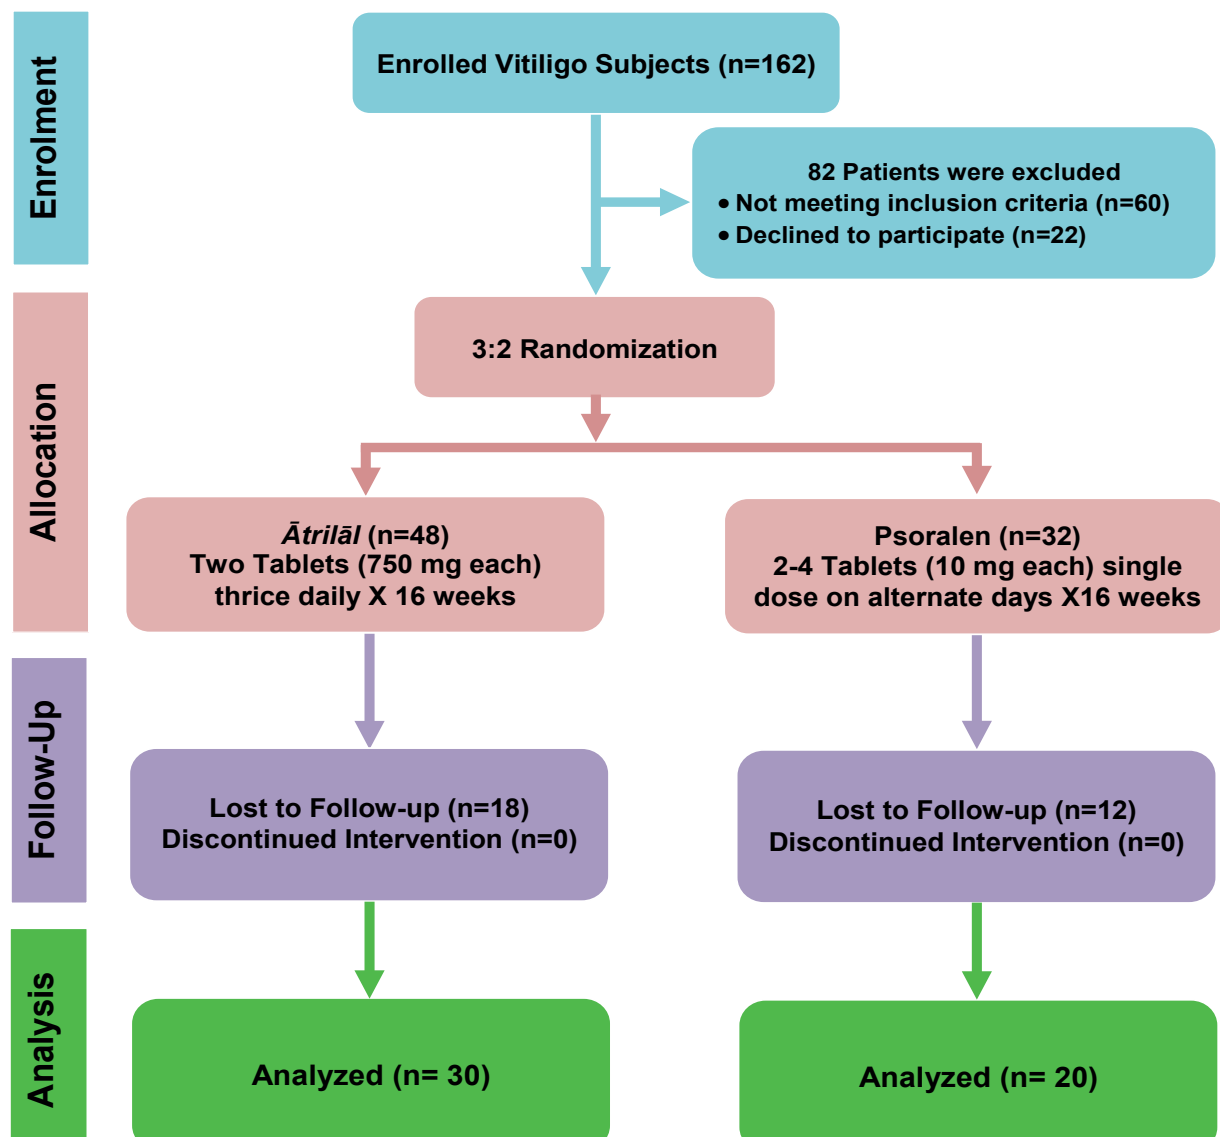 Enrolment
Enrolled Vitiligo Subjects (n=162)
82 Patients were excluded
• Not meeting inclusion criteria (n=60)
• Declined to participate (n=22)
Allocation
3:2 Randomization
Ātrilāl (n=48)
Two Tablets (750 mg each)
thrice daily X 16 weeks
Psoralen (n=32)
2-4 Tablets (10 mg each) single
dose on alternate days X16 weeks
Follow-Up
Lost to Follow-up (n=18)
Discontinued Intervention (n=0)
Lost to Follow-up (n=12)
Discontinued Intervention (n=0)
Analysis
Analyzed (n= 30)
Analyzed (n= 20)